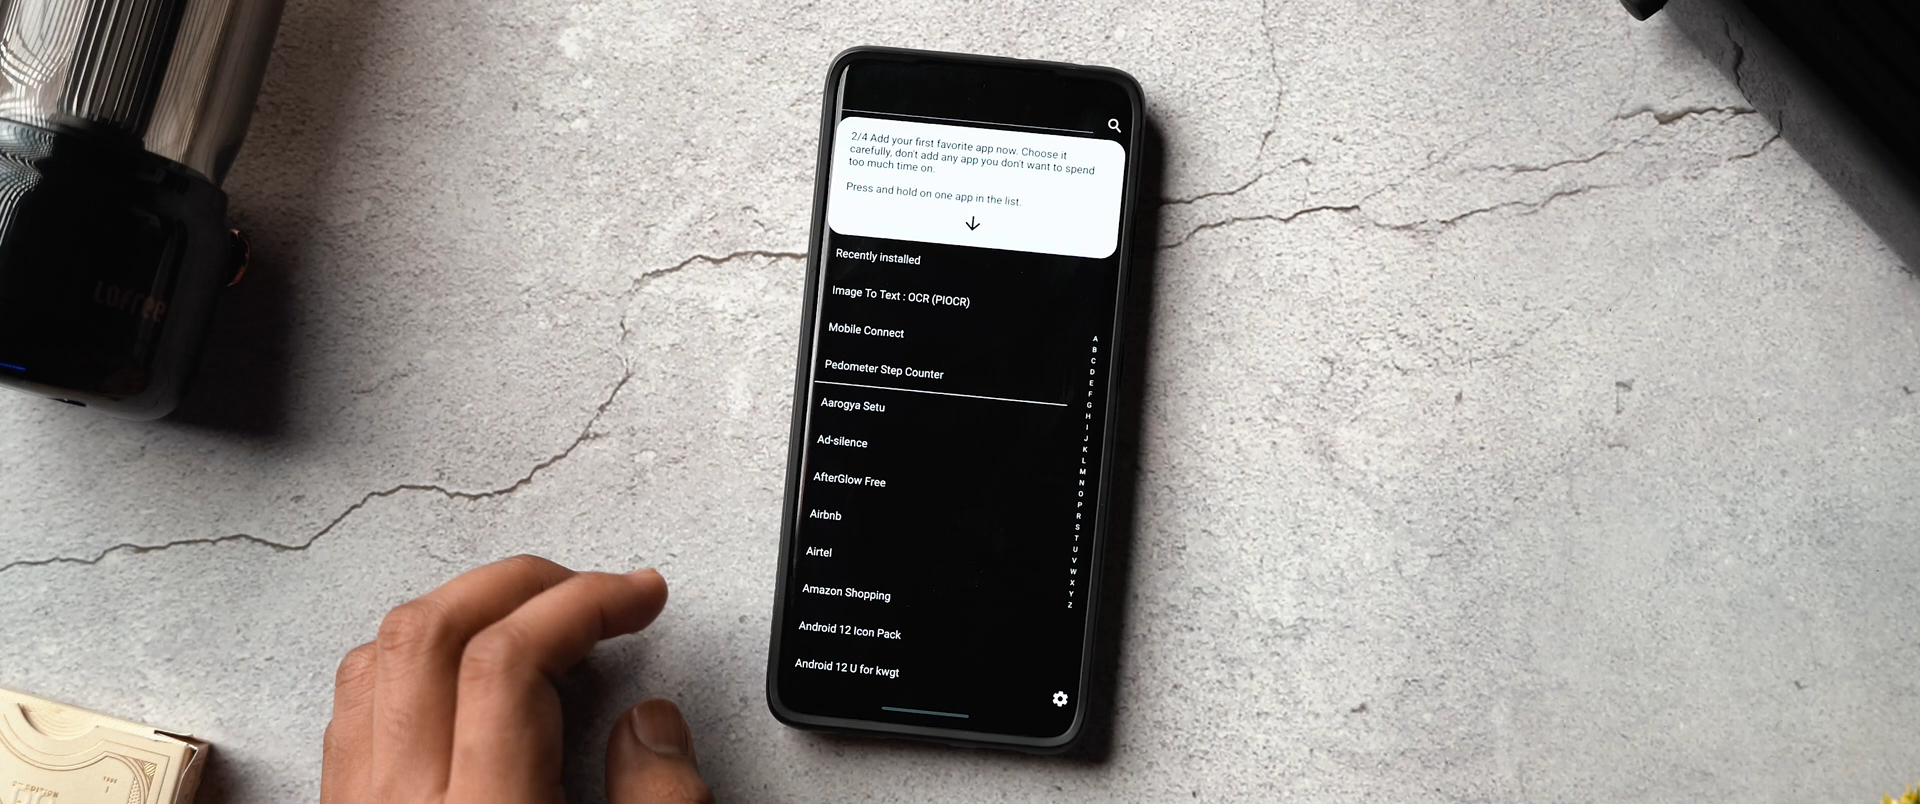 2/4 Add your first favorite app now. Choose it
carefully, don't add any app you don't want to spend
too much time on.
Press and hold on one app in the list.
Recently installed
Image To Text : OCR (PIOCR)
Mobile Connect
Pedometer Step Counter
Aarogya Setu
Ad-silence
AfterGlow Free
Airbnb
Airtel
Amazon Shopping
Android 12 Icon Pack
Android 12 U for kwgt
A
B
C
D
E
F
G
H
I
J
K
L
M
N
O
P
R
S
T
U
V
W
X
Y
Z
LOFREE
EDITION